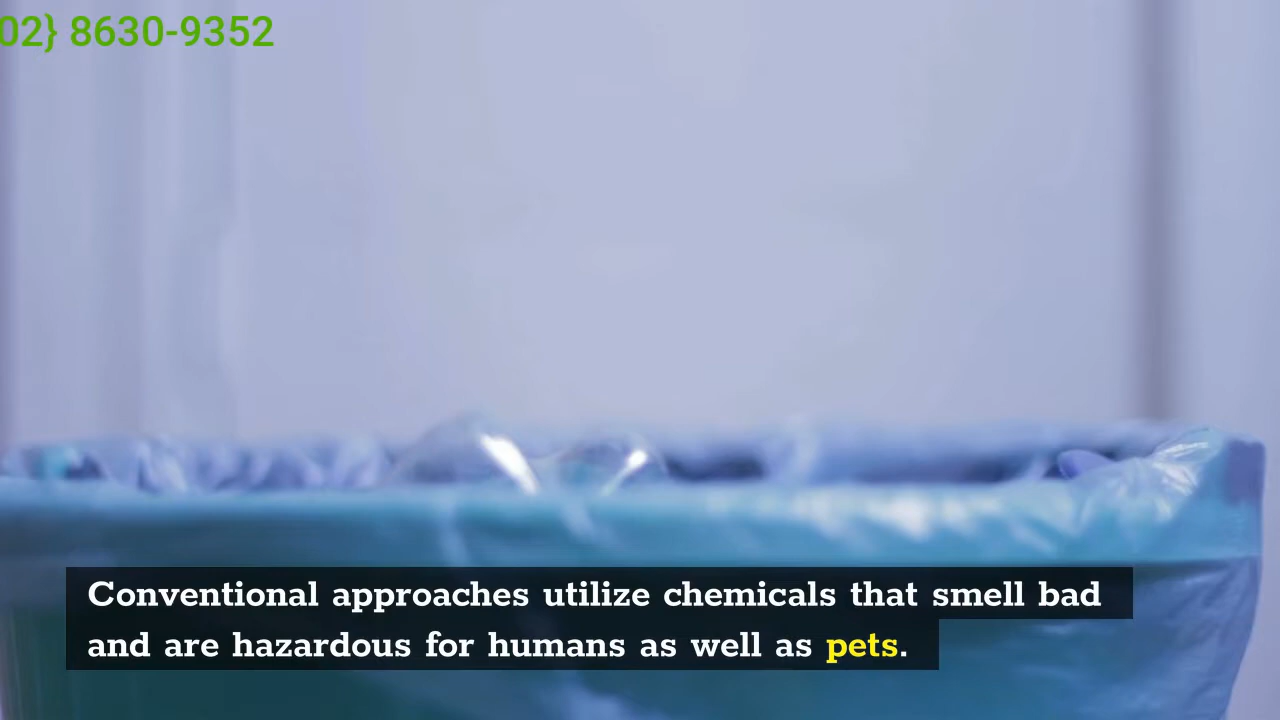 02} 8630-9352
Conventional approaches utilize chemicals that smell bad
and are hazardous for humans as well as pets.